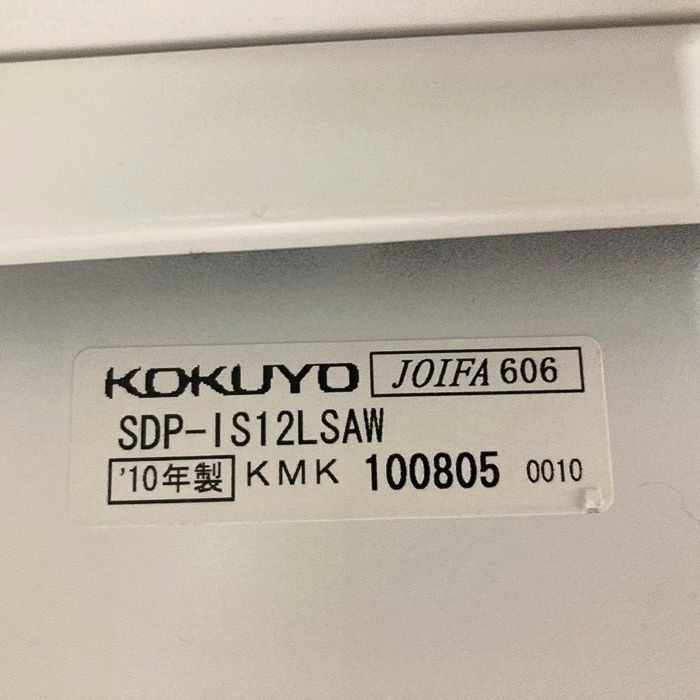 KOKUYO JOIFA 606
SDP-IS12LSAW
'10年製 KMK 100805 0010